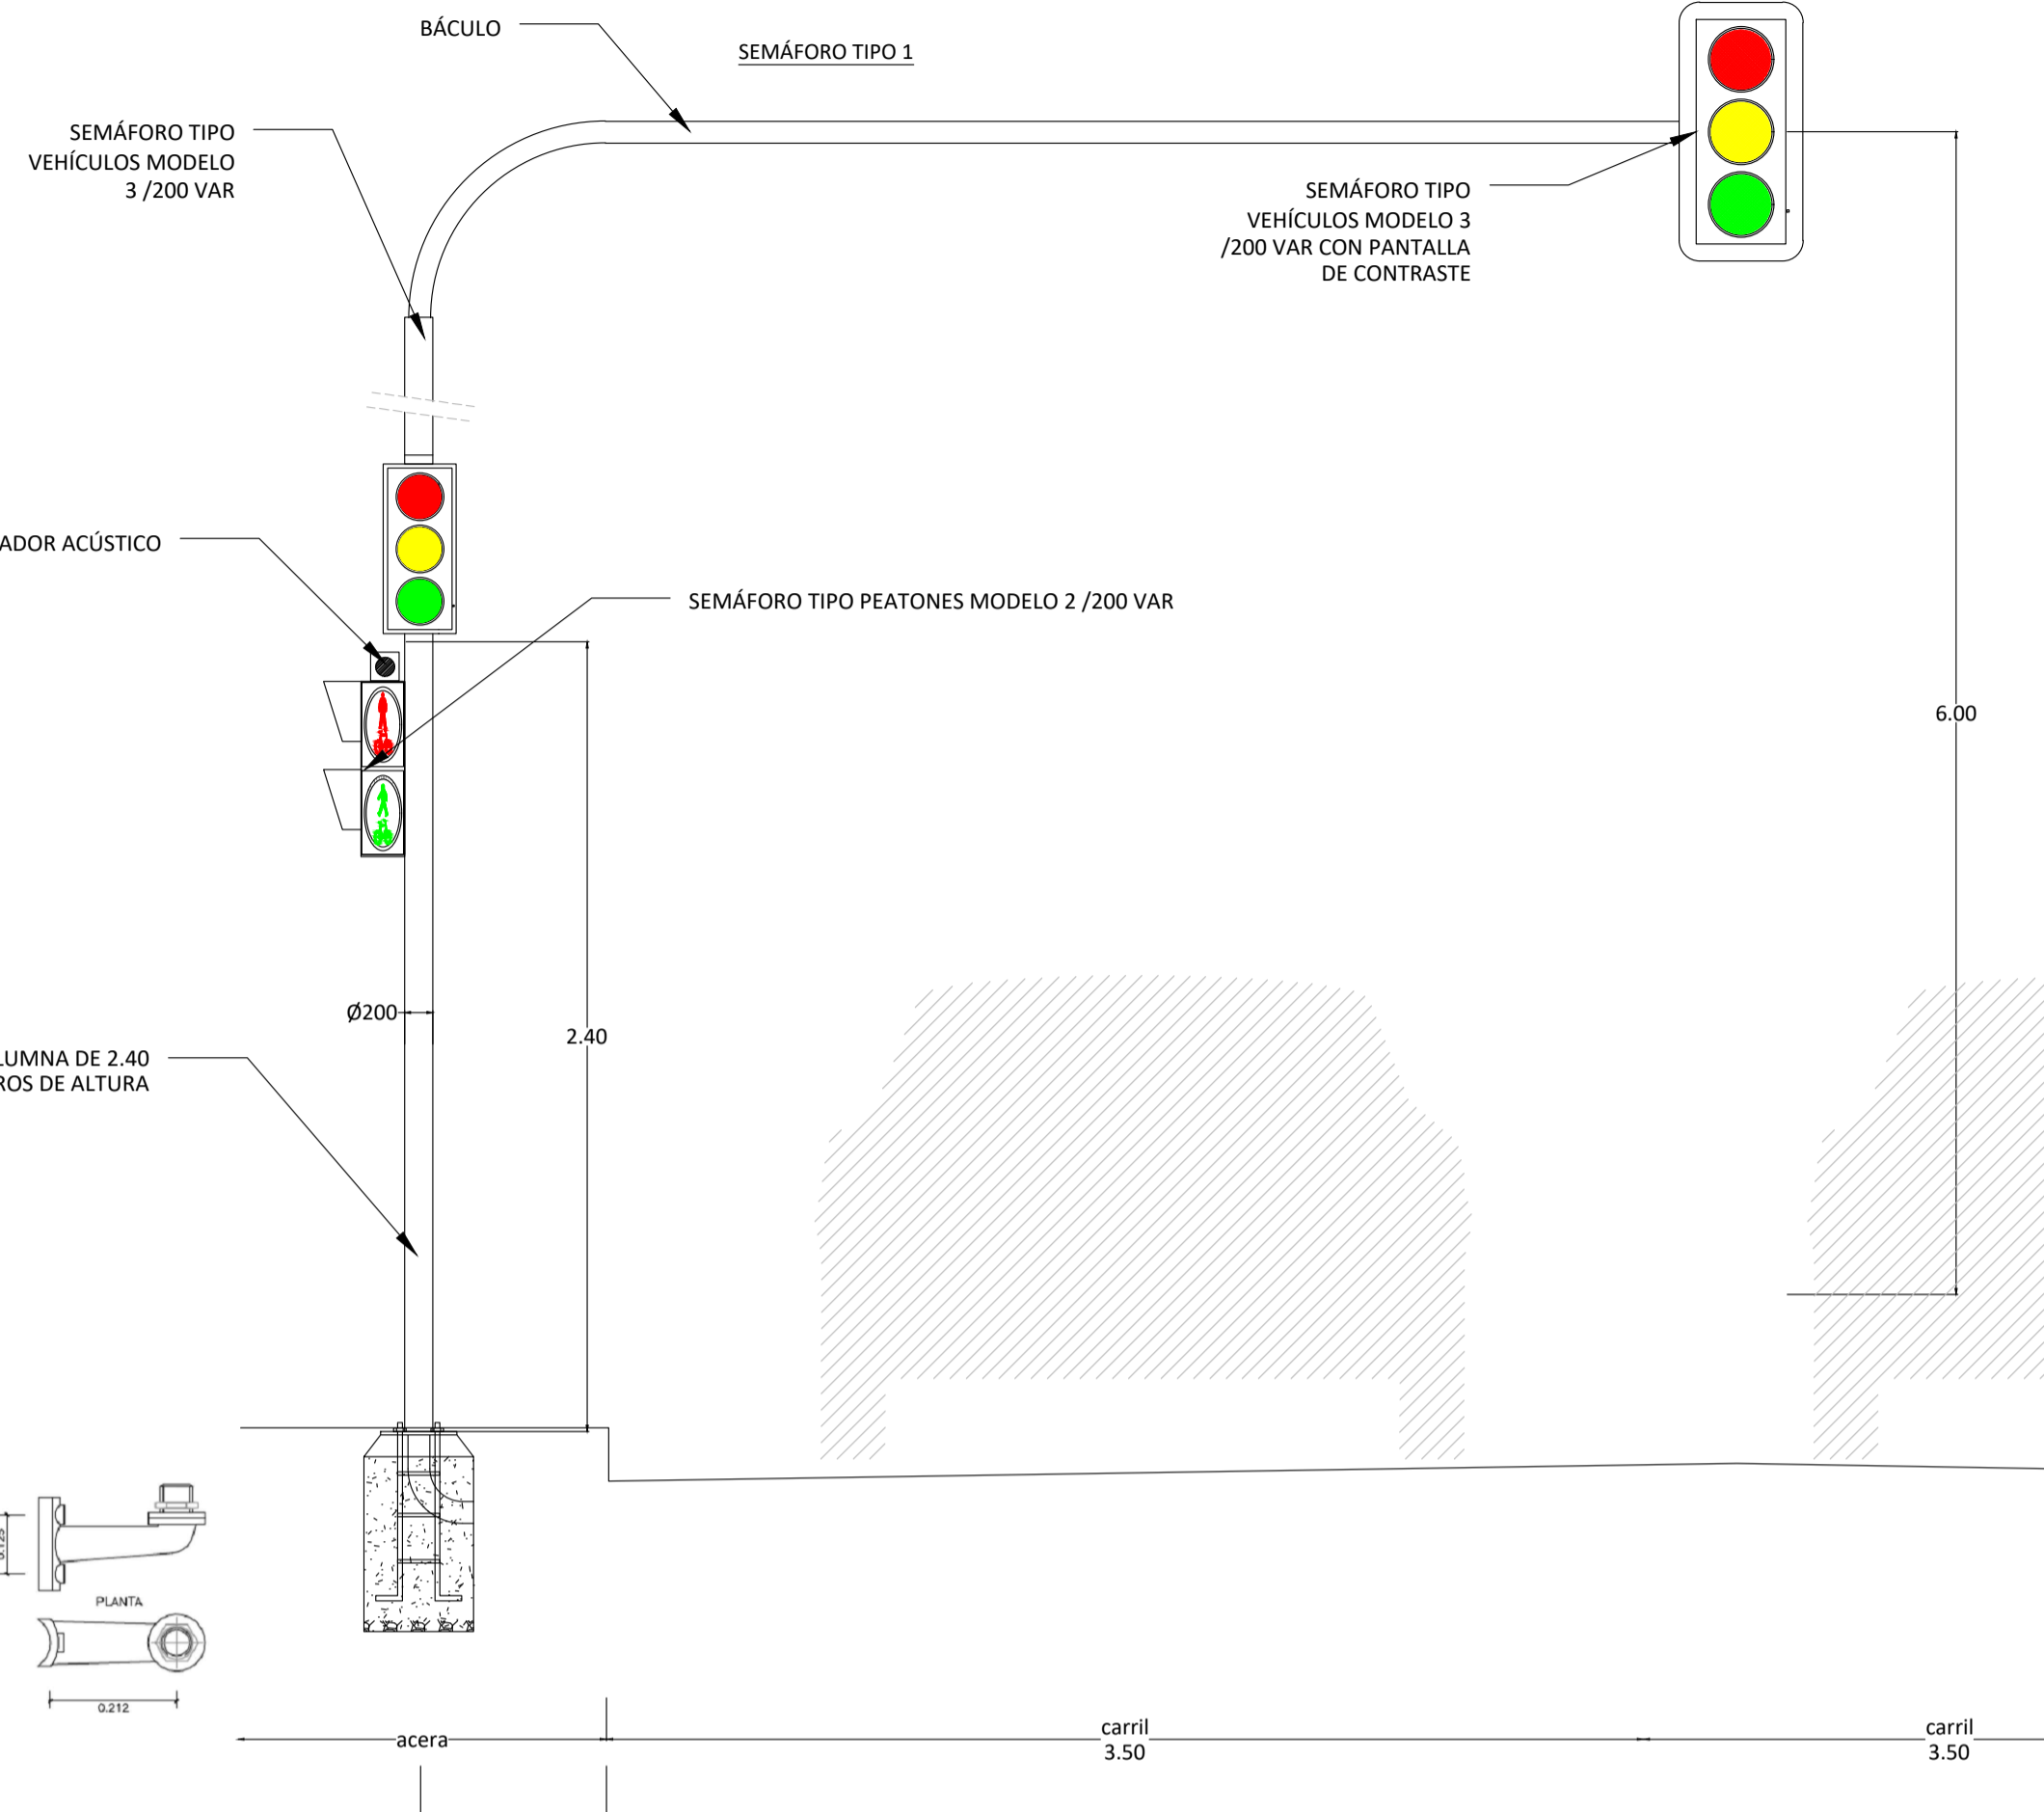 BÁCULO
SEMÁFORO TIPO 1
SEMÁFORO TIPO
VEHÍCULOS MODELO
3 /200 VAR
SEMÁFORO TIPO
VEHÍCULOS MODELO 3
/200 VAR CON PANTALLA
DE CONTRASTE
ADOR ACÚSTICO
SEMÁFORO TIPO PEATONES MODELO 2 /200 VAR
6.00
Ø200
2.40
LUMNA DE 2.40
ROS DE ALTURA
PLANTA
0.212
acera
carril
3.50
carril
3.50